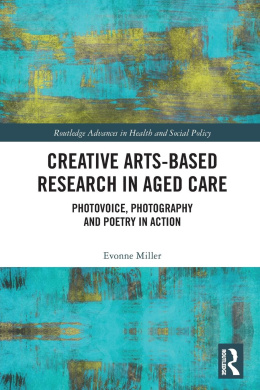 Routledge Advances in Health and Social Policy
CREATIVE ARTS-BASED
RESEARCH IN AGED CARE
PHOTOVOICE, PHOTOGRAPHY
AND POETRY IN ACTION
Evonne Miller
ROUTLEDGE